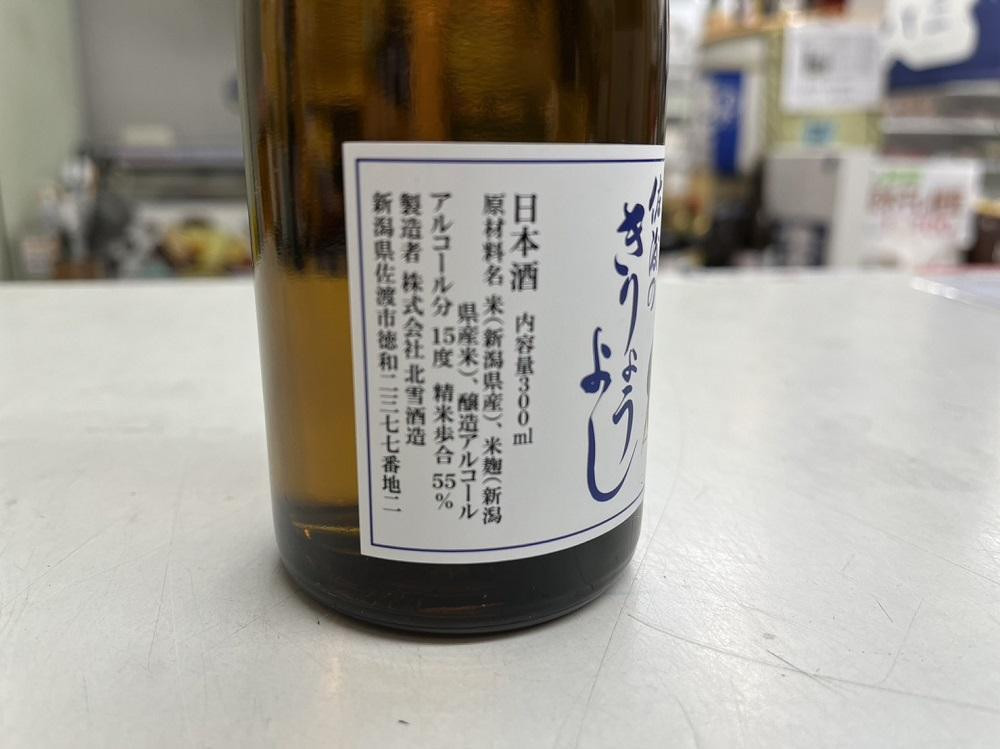 佐渡の
きりょうよし
日本酒 内容量300ml
原材料名 米(新潟県産)、米麹(新潟
県産米)、醸造アルコール
アルコール分 15度 精米歩合 55%
製造者 株式会社 北雪酒造
新潟県佐渡市徳和二三七七番地二